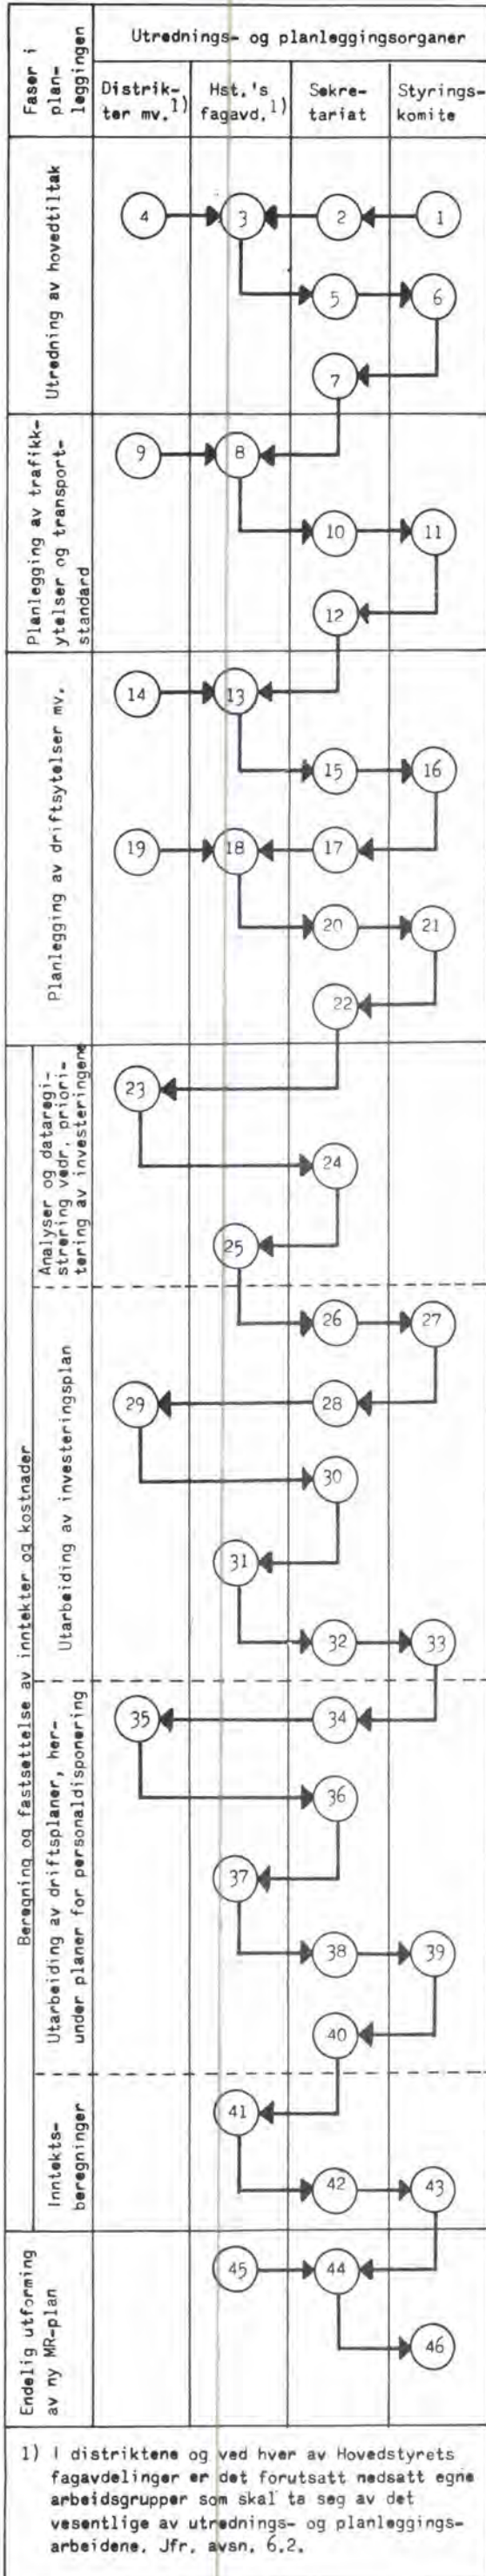 Faser i
plan-
leggingen
Utrednings- og planleggingsorganer
Distrik-
ter mv.1)
Hst.'s
fagavd.1)
Sekre-
tariat
Styrings-
komite
Utredning av hovedtiltak
4 3 2 1
5 6
7
Planlegging av trafikk-
ytelser og transport-
standard
9 8
10 11
12
Planlegging av driftsytelser mv.
14 13
15 16
19 18 17
20 21
22
Beregning og fastsettelse av inntekter og kostnader
Analyser og dataregi-
strering vedr. priori-
tering av investeringene
23
24
25
Utarbeiding av investeringsplan
26 27
29 28
30
31
32 33
Utarbeiding av driftsplaner, her-
under planer for personaldisponering
35 34
36
37
38 39
40
Inntekts-
beregninger
41
42 43
Endelig utforming
av ny MR-plan
45 44
46
1) I distriktene og ved hver av Hovedstyrets
fagavdelinger er det forutsatt nedsatt egne
arbeidsgrupper som skal ta seg av det
vesentlige av utrednings- og planleggings-
arbeidene. Jfr. avsn. 6.2.